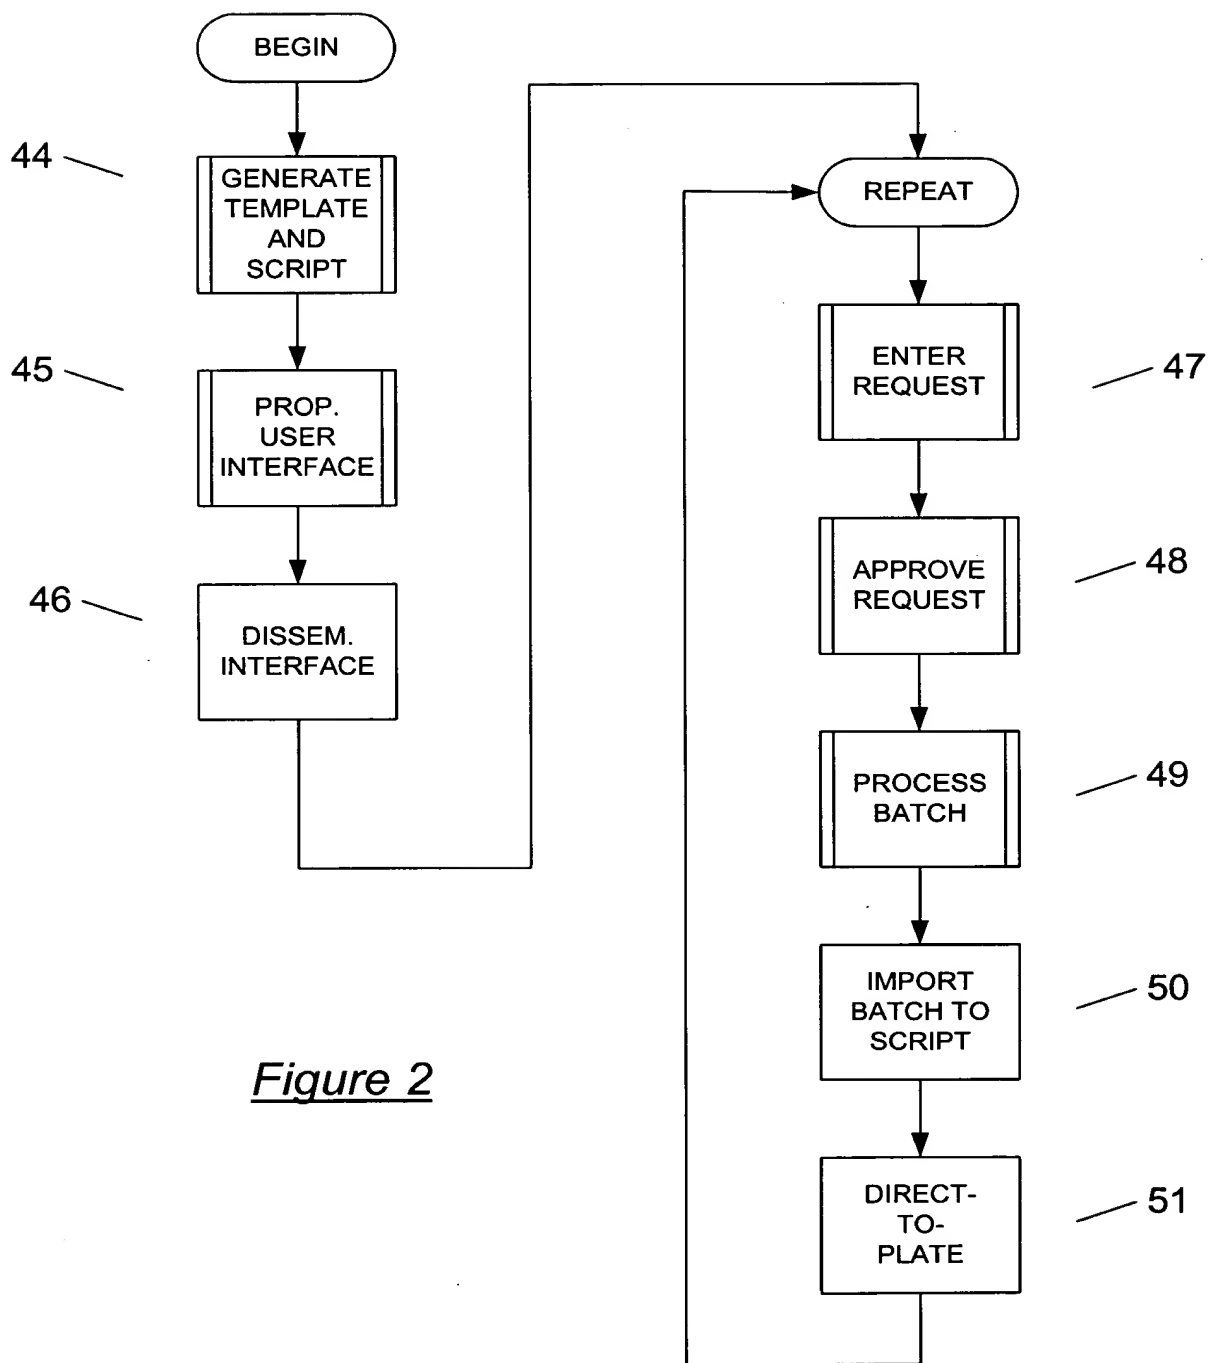 BEGIN
44
GENERATE
TEMPLATE
AND
SCRIPT
45
PROP.
USER
INTERFACE
46
DISSEM.
INTERFACE
REPEAT
ENTER
REQUEST
47
APPROVE
REQUEST
48
PROCESS
BATCH
49
IMPORT
BATCH TO
SCRIPT
50
DIRECT-
TO-
PLATE
51
Figure 2